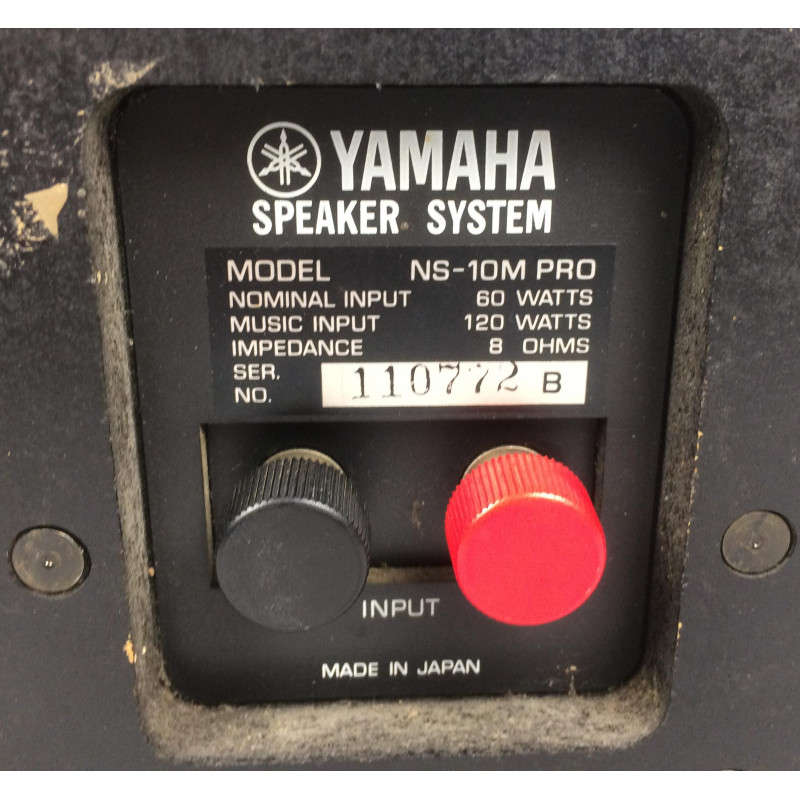 YAMAHA
SPEAKER SYSTEM
MODEL NS-10M PRO
NOMINAL INPUT 60 WATTS
MUSIC INPUT 120 WATTS
IMPEDANCE 8 OHMS
SER. NO. 110772 B
INPUT
MADE IN JAPAN